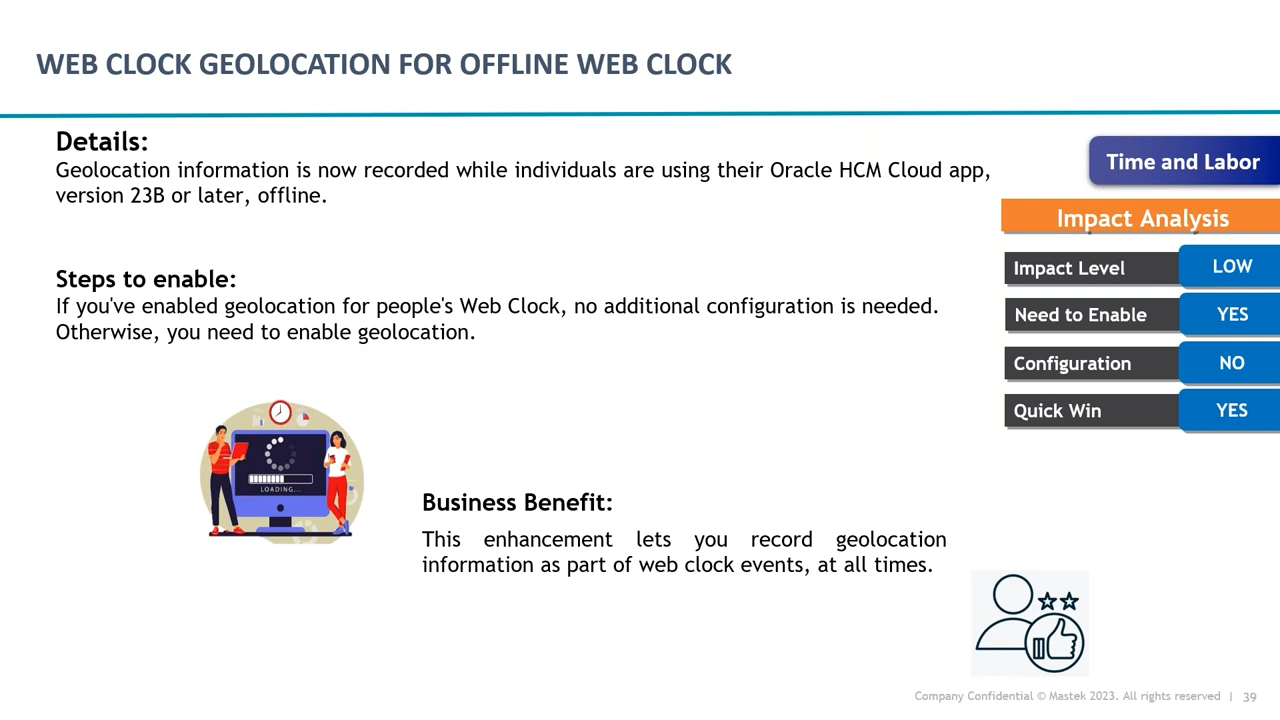 WEB CLOCK GEOLOCATION FOR OFFLINE WEB CLOCK
Details:
Geolocation information is now recorded while individuals are using their Oracle HCM Cloud app,
version 23B or later, offline.
Steps to enable:
If you've enabled geolocation for people's Web Clock, no additional configuration is needed.
Otherwise, you need to enable geolocation.
Time and Labor
Impact Analysis
Impact Level LOW
Need to Enable YES
Configuration NO
Quick Win YES
LOADING...
Business Benefit:
This enhancement lets you record geolocation
information as part of web clock events, at all times.
Company Confidential © Mastek 2023. All rights reserved | 39